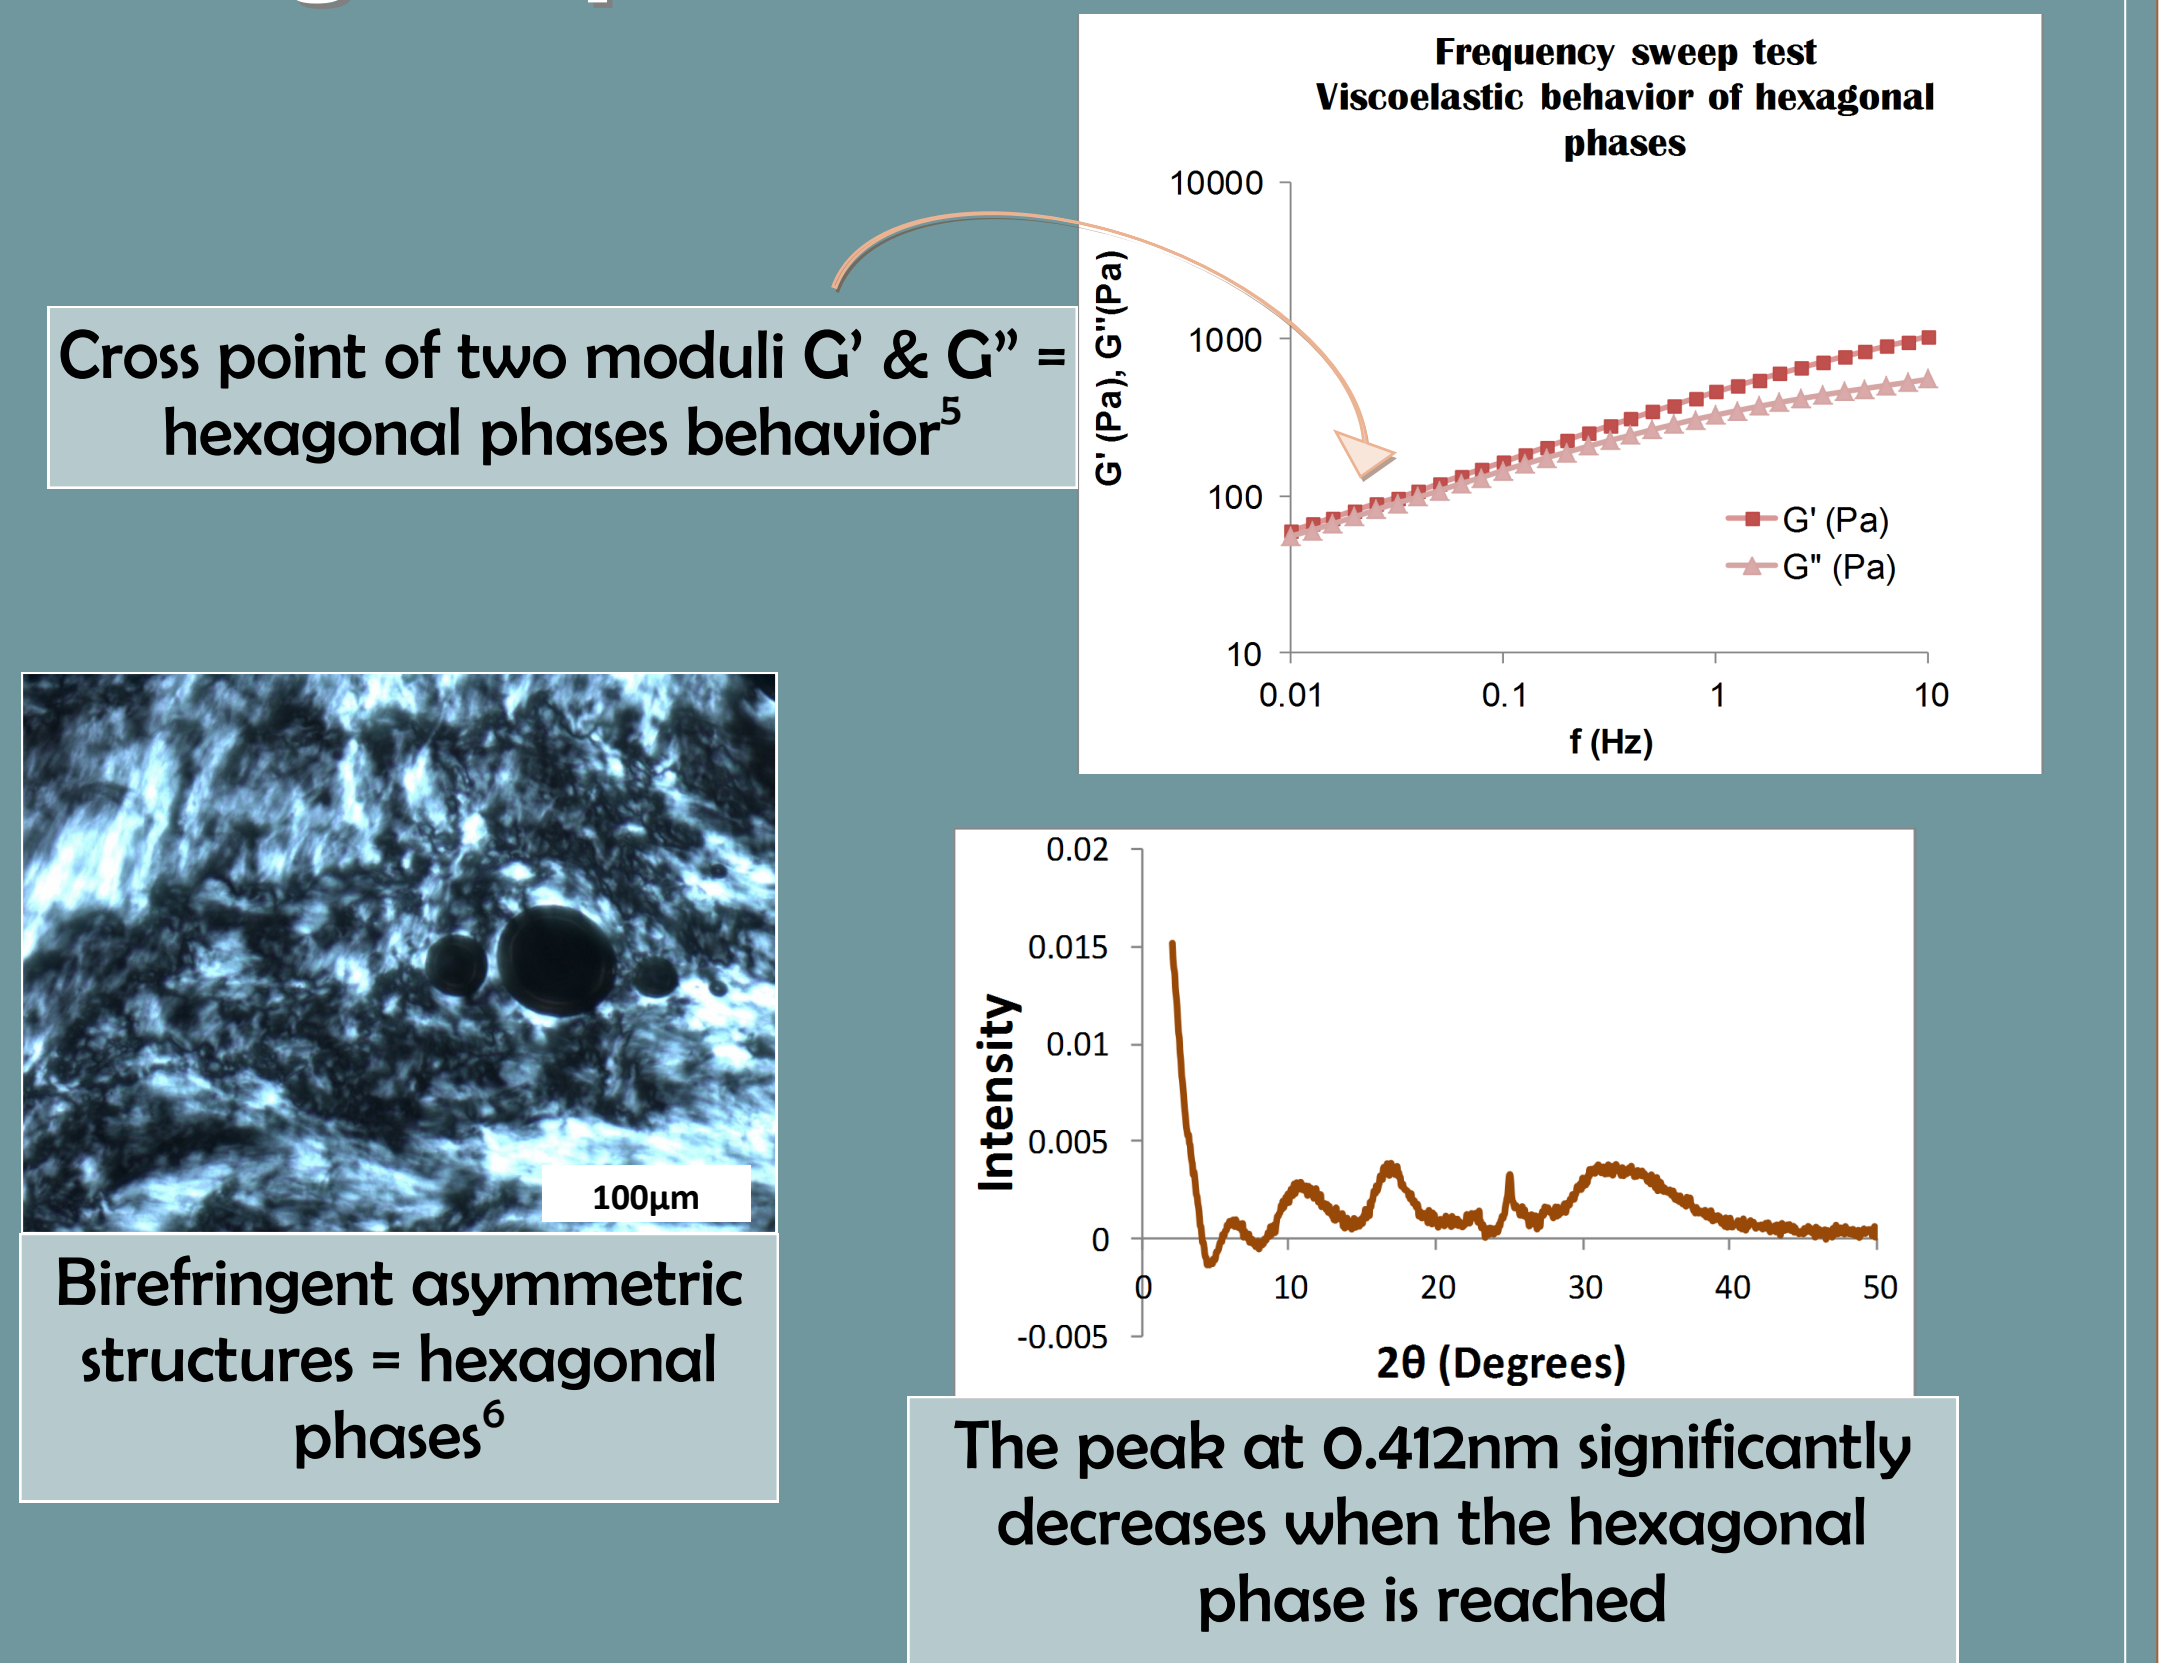 Frequency sweep test
Viscoelastic behavior of hexagonal
phases
10000
1000
100
10
G' (Pa), G"(Pa)
0.01 0.1 1 10
f (Hz)
G' (Pa)
G" (Pa)
Cross point of two moduli G’ & G” =
hexagonal phases behavior⁵
100µm
Birefringent asymmetric
structures = hexagonal
phases⁶
0.02
0.015
0.01
0.005
0
-0.005
Intensity
0 10 20 30 40 50
2θ (Degrees)
The peak at 0.412nm significantly
decreases when the hexagonal
phase is reached